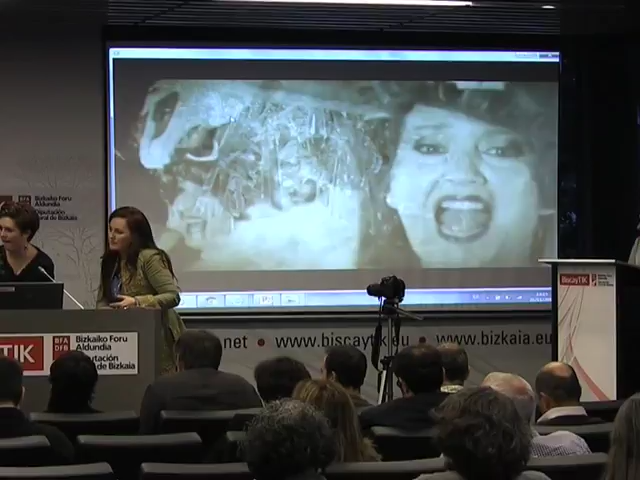 Bizkaiko Foru
Aldundia
Diputación
Foral de Bizkaia
TIK
BFA
DFB
Bizkaiko Foru
Aldundia
Diputación
Foral de Bizkaia
net • www.biscaytik.eu • www.bizkaia.eu
BiscayTIK